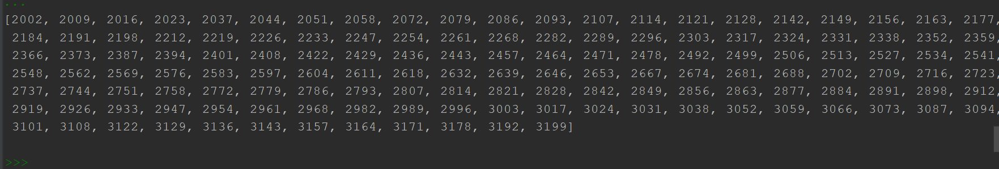 ...
[2002, 2009, 2016, 2023, 2037, 2044, 2051, 2058, 2072, 2079, 2086, 2093, 2107, 2114, 2121, 2128, 2142, 2149, 2156, 2163, 2177,
2184, 2191, 2198, 2212, 2219, 2226, 2233, 2247, 2254, 2261, 2268, 2282, 2289, 2296, 2303, 2317, 2324, 2331, 2338, 2352, 2359,
2366, 2373, 2387, 2394, 2401, 2408, 2422, 2429, 2436, 2443, 2457, 2464, 2471, 2478, 2492, 2499, 2506, 2513, 2527, 2534, 2541,
2548, 2562, 2569, 2576, 2583, 2597, 2604, 2611, 2618, 2632, 2639, 2646, 2653, 2667, 2674, 2681, 2688, 2702, 2709, 2716, 2723,
2737, 2744, 2751, 2758, 2772, 2779, 2786, 2793, 2807, 2814, 2821, 2828, 2842, 2849, 2856, 2863, 2877, 2884, 2891, 2898, 2912,
2919, 2926, 2933, 2947, 2954, 2961, 2968, 2982, 2989, 2996, 3003, 3017, 3024, 3031, 3038, 3052, 3059, 3066, 3073, 3087, 3094,
3101, 3108, 3122, 3129, 3136, 3143, 3157, 3164, 3171, 3178, 3192, 3199]
>>>